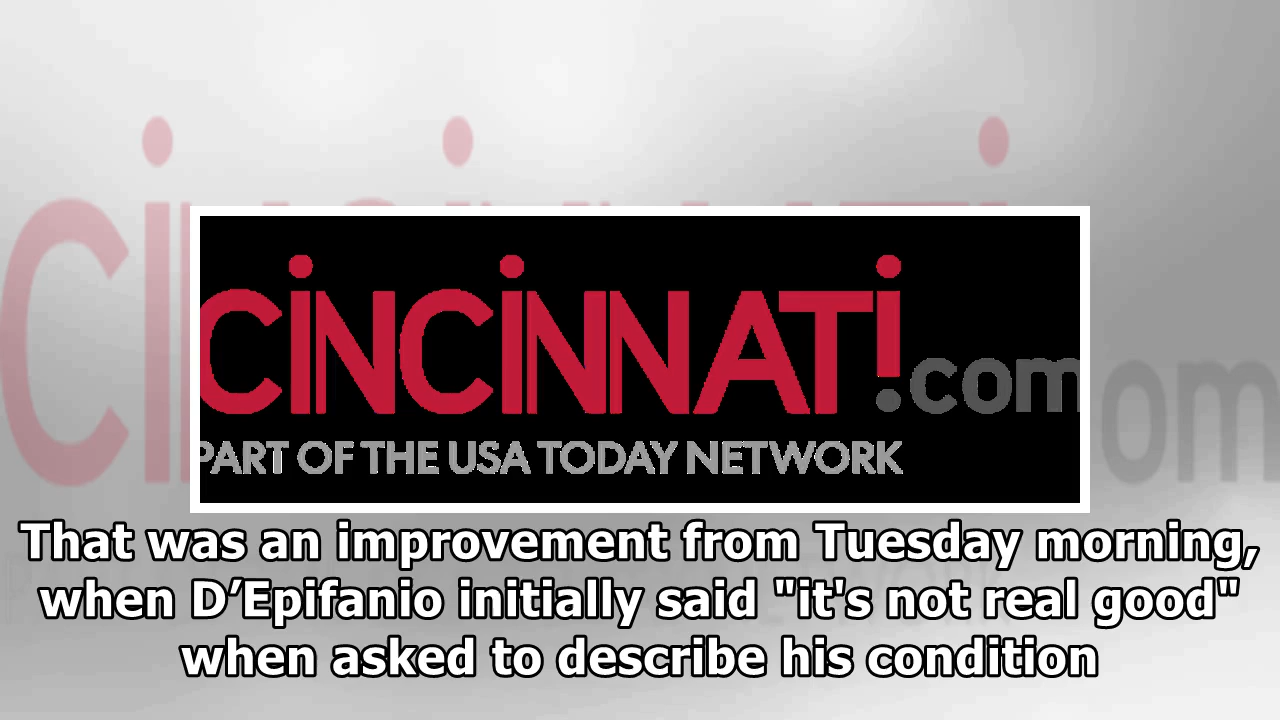 CiNCiNNATi.com
PART OF THE USA TODAY NETWORK
That was an improvement from Tuesday morning,
when D’Epifanio initially said "it's not real good"
when asked to describe his condition